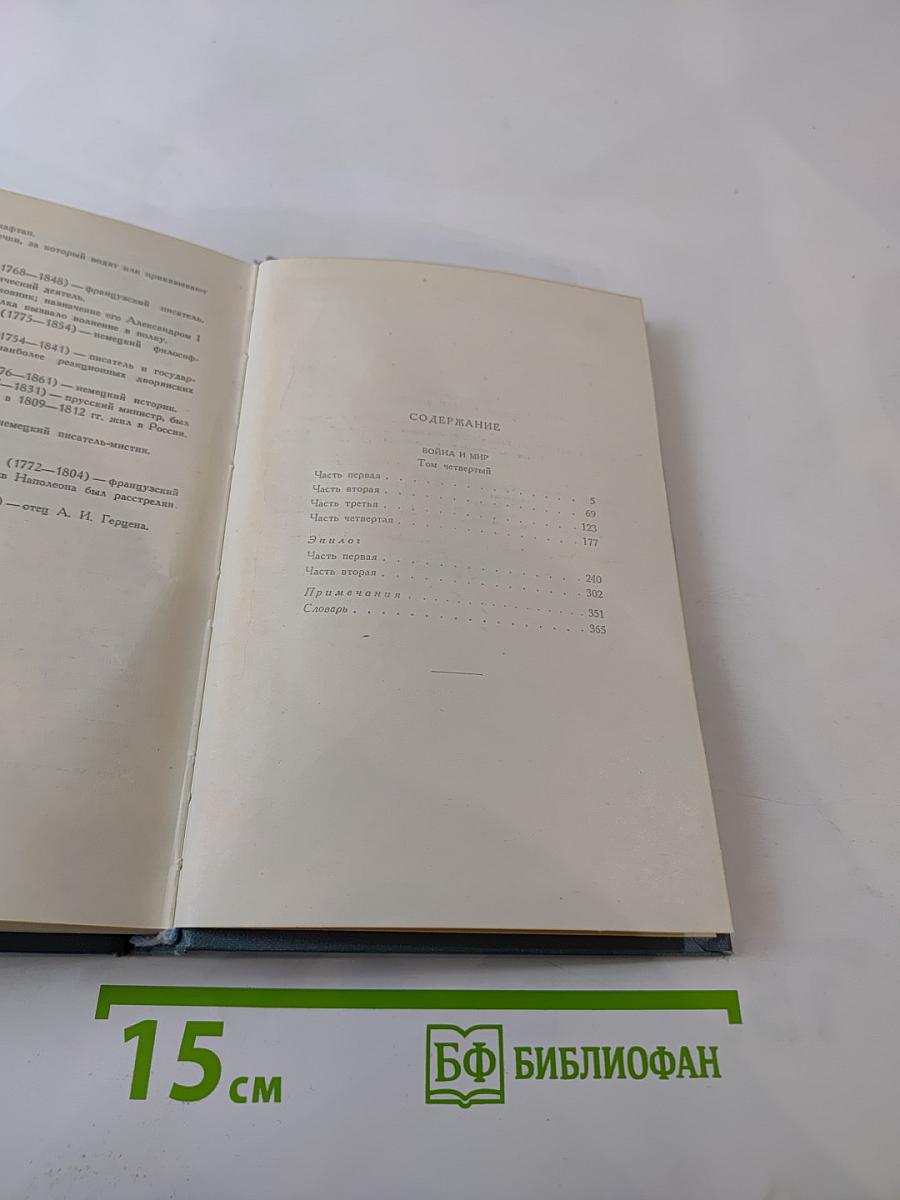 кафтан.
за который водят или привязывают
1768—1848) — французский писатель,
ический деятель.
ковник; назначение его Александром I
лка вызвало волнение в полку.
(1775—1854) — немецкий философ-
1754—1841) — писатель и государ-
наиболее реакционных дворянских
76—1861) — немецкий историк.
—1831) — прусский министр, был
в 1809—1812 гг. жил в России.
немецкий писатель-мистик.
(1772—1804) — французский
в Наполеона был расстрелян.
) — отец А. И. Герцена.
СОДЕРЖАНИЕ
ВОЙНА И МИР
Том четвертый
Часть первая . . . . . . . . . . . . . . 5
Часть вторая . . . . . . . . . . . . . . 69
Часть третья . . . . . . . . . . . . . . 123
Часть четвертая . . . . . . . . . . . . . 177
Эпилог
Часть первая . . . . . . . . . . . . . . 240
Часть вторая . . . . . . . . . . . . . . 302
Примечания . . . . . . . . . . . . . . 351
Словарь . . . . . . . . . . . . . . . . 365
15 см
БФ БИБЛИОФАН